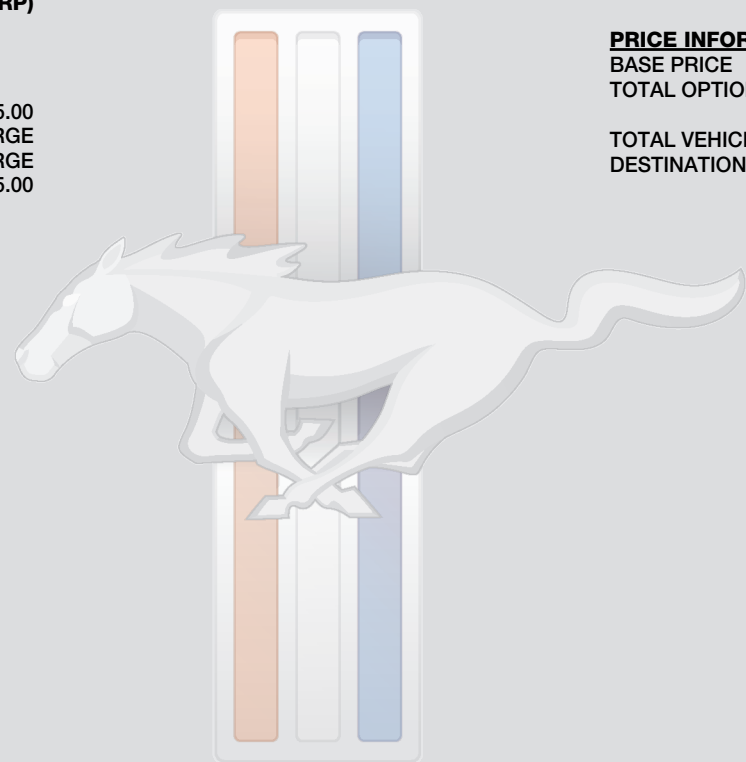 RP)
5.00
RGE
RGE
5.00
PRICE INFOR
BASE PRICE
TOTAL OPTIO
TOTAL VEHICL
DESTINATION